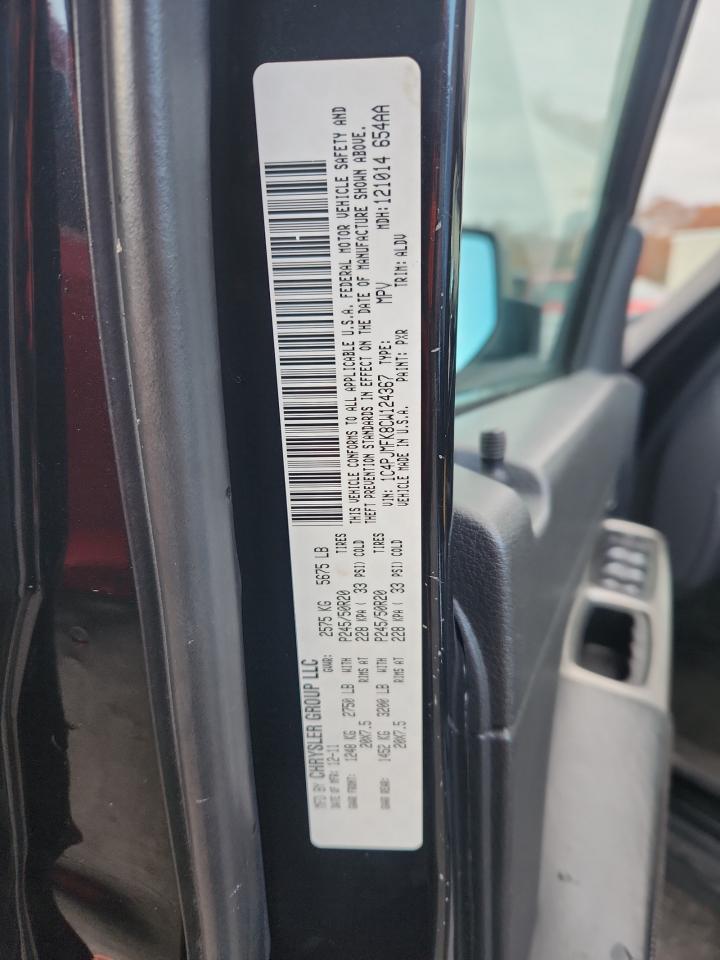 MFD BY CHRYSLER GROUP LLC
DATE OF MFR: 12-11 GVWR: 2575 KG 5675 LB
GAWR FRONT: 1248 KG 2750 LB WITH P245/50R20 TIRES
20X7.5 RIMS AT 228 KPA ( 33 PSI) COLD
GAWR REAR: 1452 KG 3200 LB WITH P245/50R20 TIRES
20X7.5 RIMS AT 228 KPA ( 33 PSI) COLD
THIS VEHICLE CONFORMS TO ALL APPLICABLE U.S.A. FEDERAL MOTOR VEHICLE SAFETY AND
THEFT PREVENTION STANDARDS IN EFFECT ON THE DATE OF MANUFACTURE SHOWN ABOVE.
VIN: 1C4PJMFK8CW124367 TYPE: MPV MDH:121014 654AA
VEHICLE MADE IN U.S.A. PAINT: PXR TRIM: ALDV